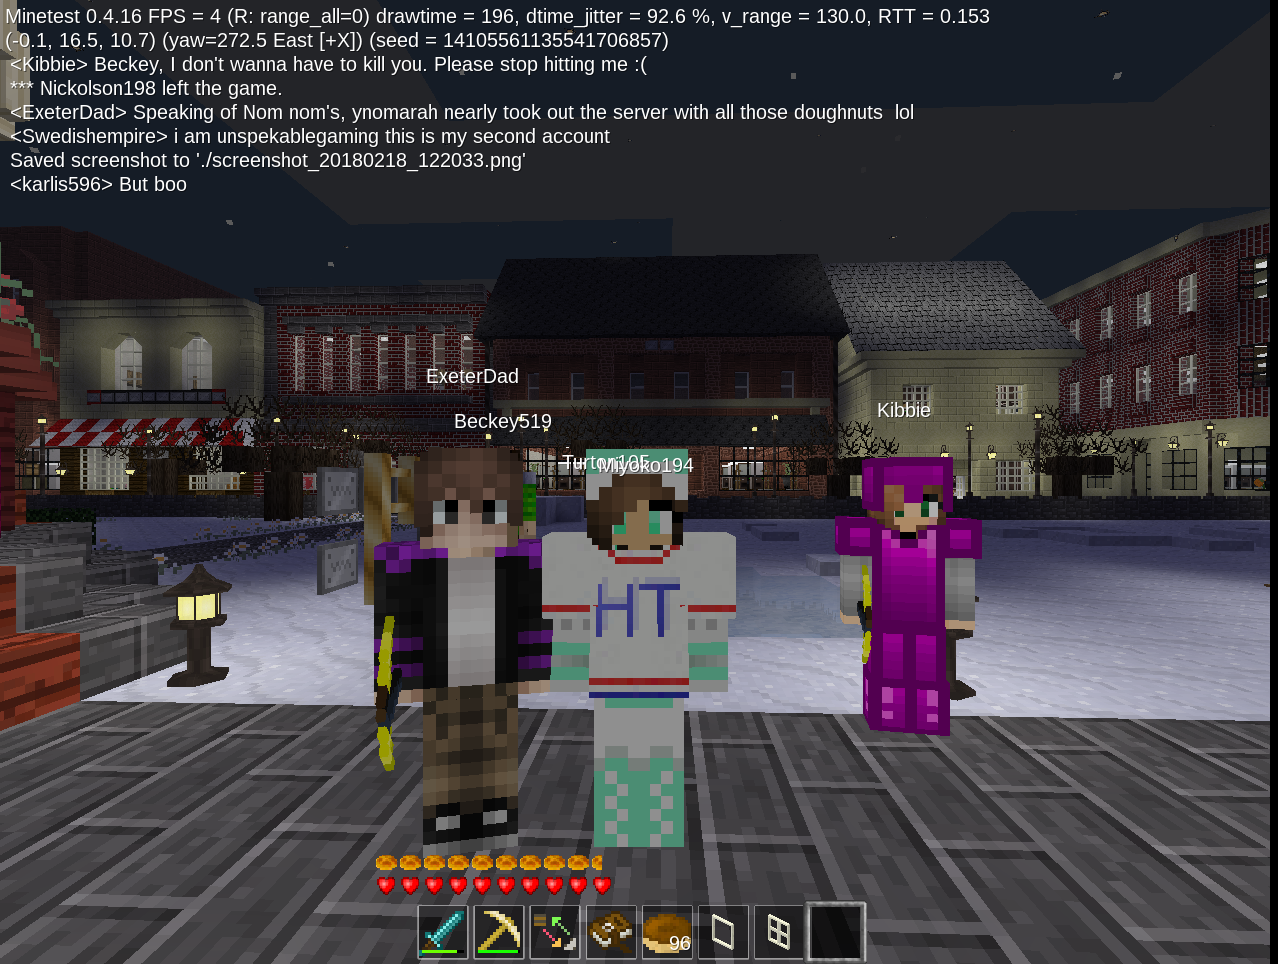 Minetest 0.4.16 FPS = 4 (R: range_all=0) drawtime = 196, dtime_jitter = 92.6 %, v_range = 130.0, RTT = 0.153
(-0.1, 16.5, 10.7) (yaw=272.5 East [+X]) (seed = 14105561135541706857)
<Kibbie> Beckey, I don't wanna have to kill you. Please stop hitting me :(
*** Nickolson198 left the game.
<ExeterDad> Speaking of Nom nom's, ynomarah nearly took out the server with all those doughnuts  lol
<Swedishempire> i am unspekablegaming this is my second account
Saved screenshot to './screenshot_20180218_122033.png'
<karlis596> But boo
ExeterDad
Beckey519
Kibbie
Turton105
Miyoko194
HT
96